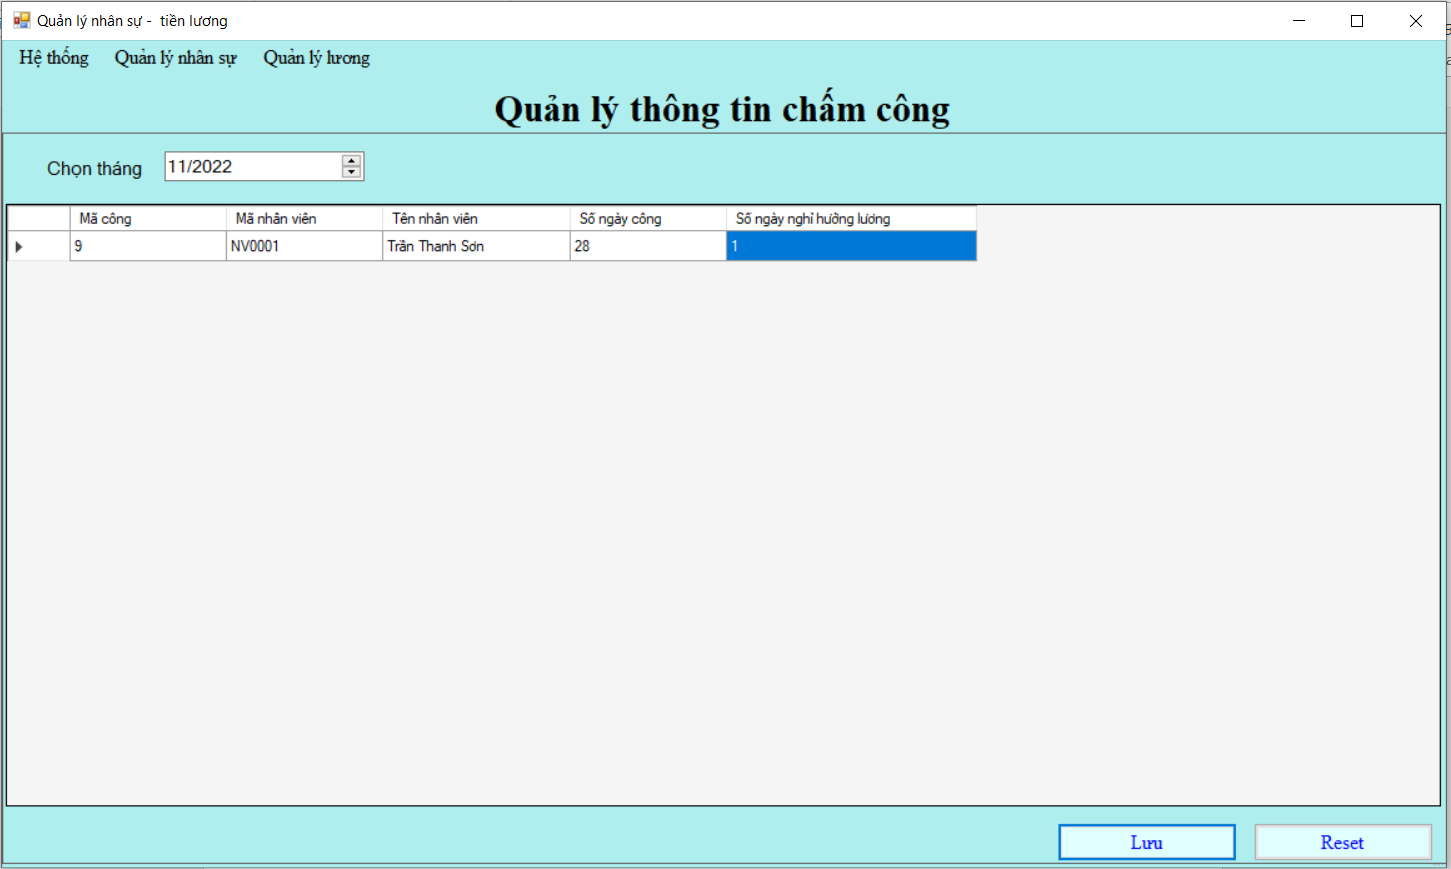 Quản lý nhân sự -  tiền lương
Hệ thống Quản lý nhân sự Quản lý lương
Quản lý thông tin chấm công
Chọn tháng 11/2022
Mã công Mã nhân viên Tên nhân viên Số ngày công Số ngày nghỉ hưởng lương
9 NV0001 Trần Thanh Sơn 28 1
Lưu Reset